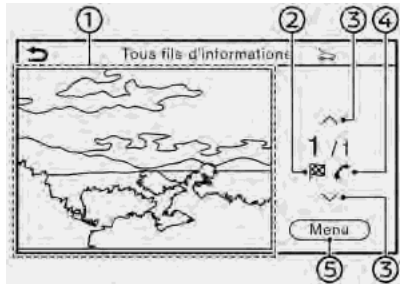 ① ② ③ ④
Tous fils d'informations
1 /1
Menu
⑤ ③